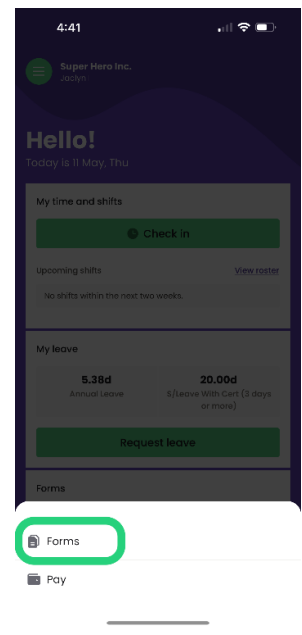 4:41
Super Hero Inc.
Jaclyn
Hello!
Today is 11 May, Thu
My time and shifts
Check in
Upcoming shifts View roster
No shifts within the next two weeks.
My leave
5.38d 20.00d
Annual Leave S/Leave With Cert (3 days
or more)
Request leave
Forms
Forms
Pay